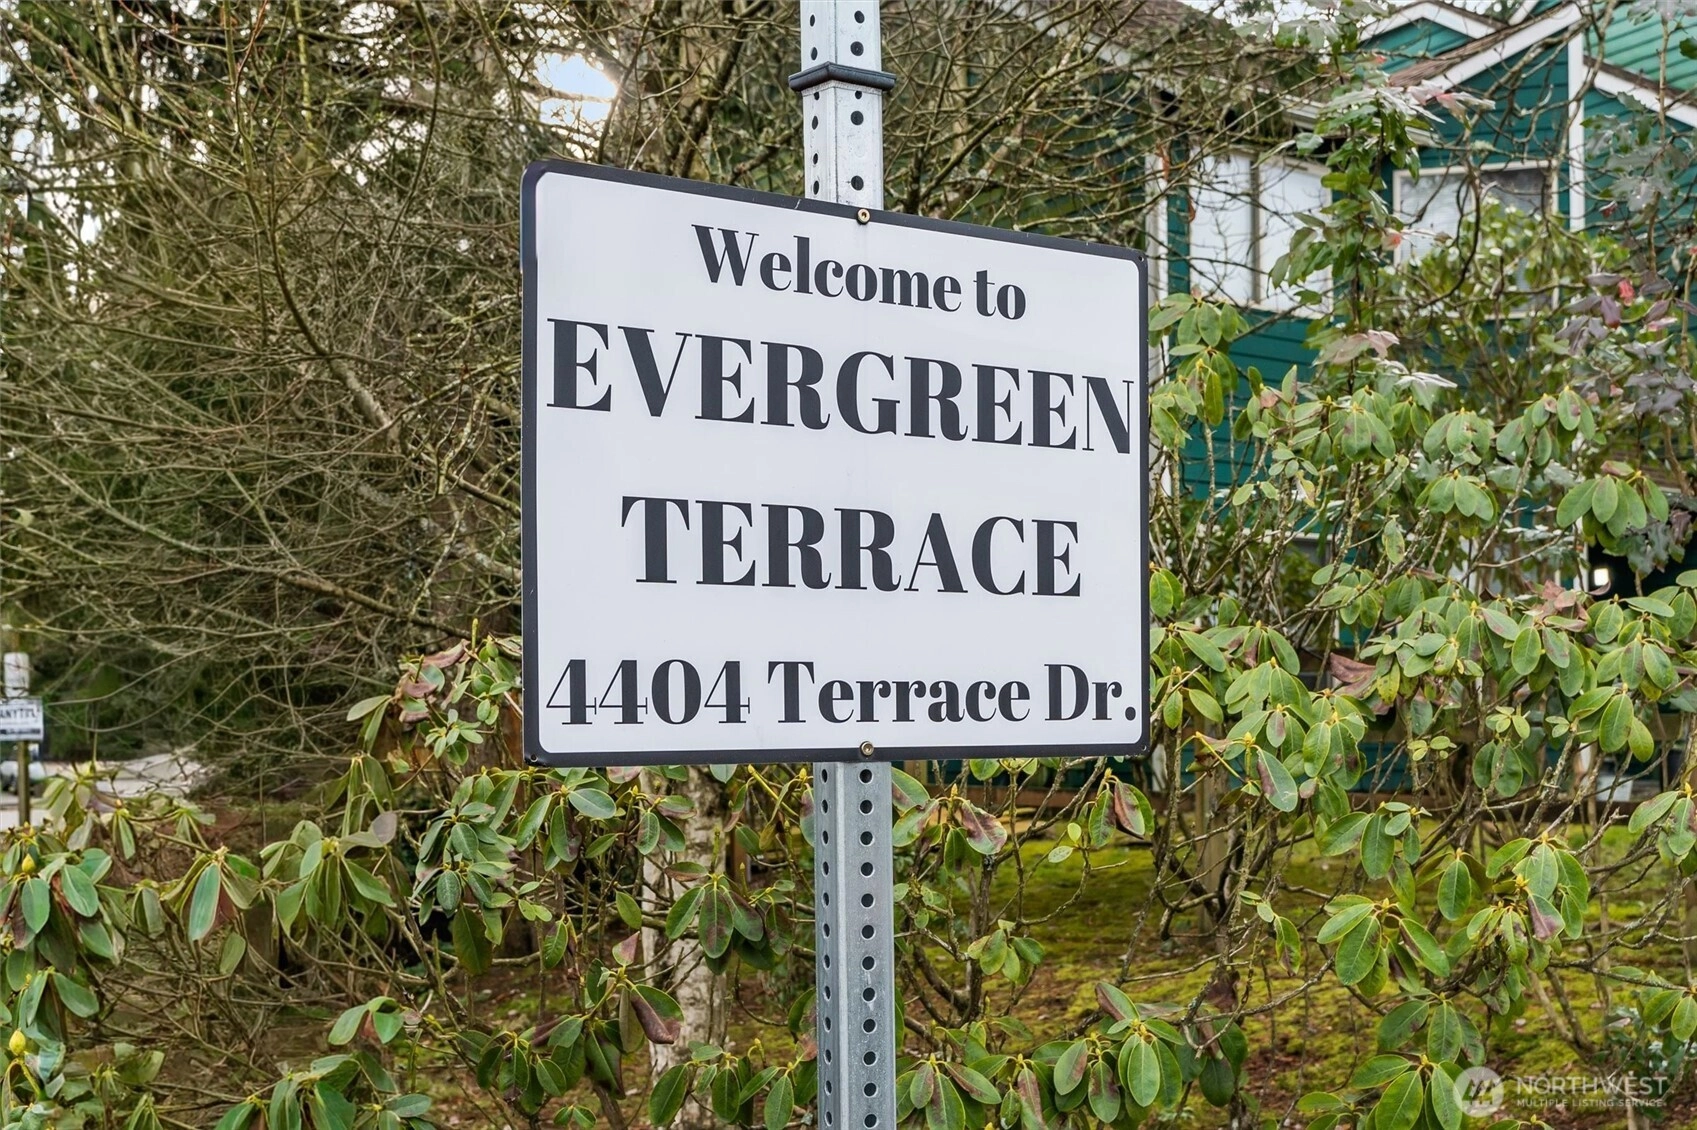 Welcome to
EVERGREEN
TERRACE
4404 Terrace Dr.
NORTHWEST
MULTIPLE LISTING SERVICE